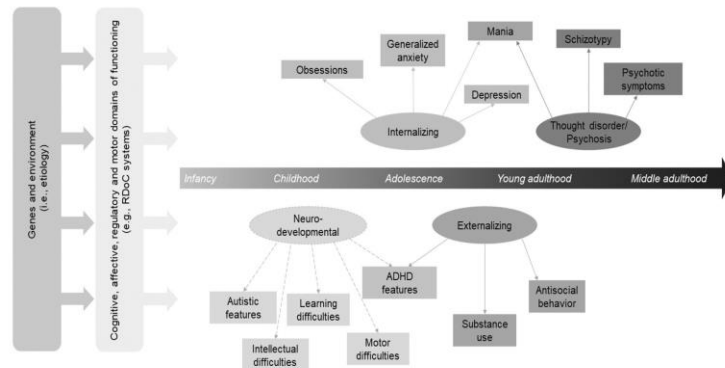 Genes and environment
(i.e., etiology)
Cognitive, affective, regulatory and motor domains of functioning
(e.g., RDoC systems)
Obsessions
Generalized
anxiety
Mania
Depression
Internalizing
Schizotypy
Psychotic
symptoms
Thought disorder/
Psychosis
Infancy
Childhood
Adolescence
Young adulthood
Middle adulthood
Neuro-
developmental
Externalizing
Autistic
features
Learning
difficulties
ADHD
features
Antisocial
behavior
Intellectual
difficulties
Motor
difficulties
Substance
use